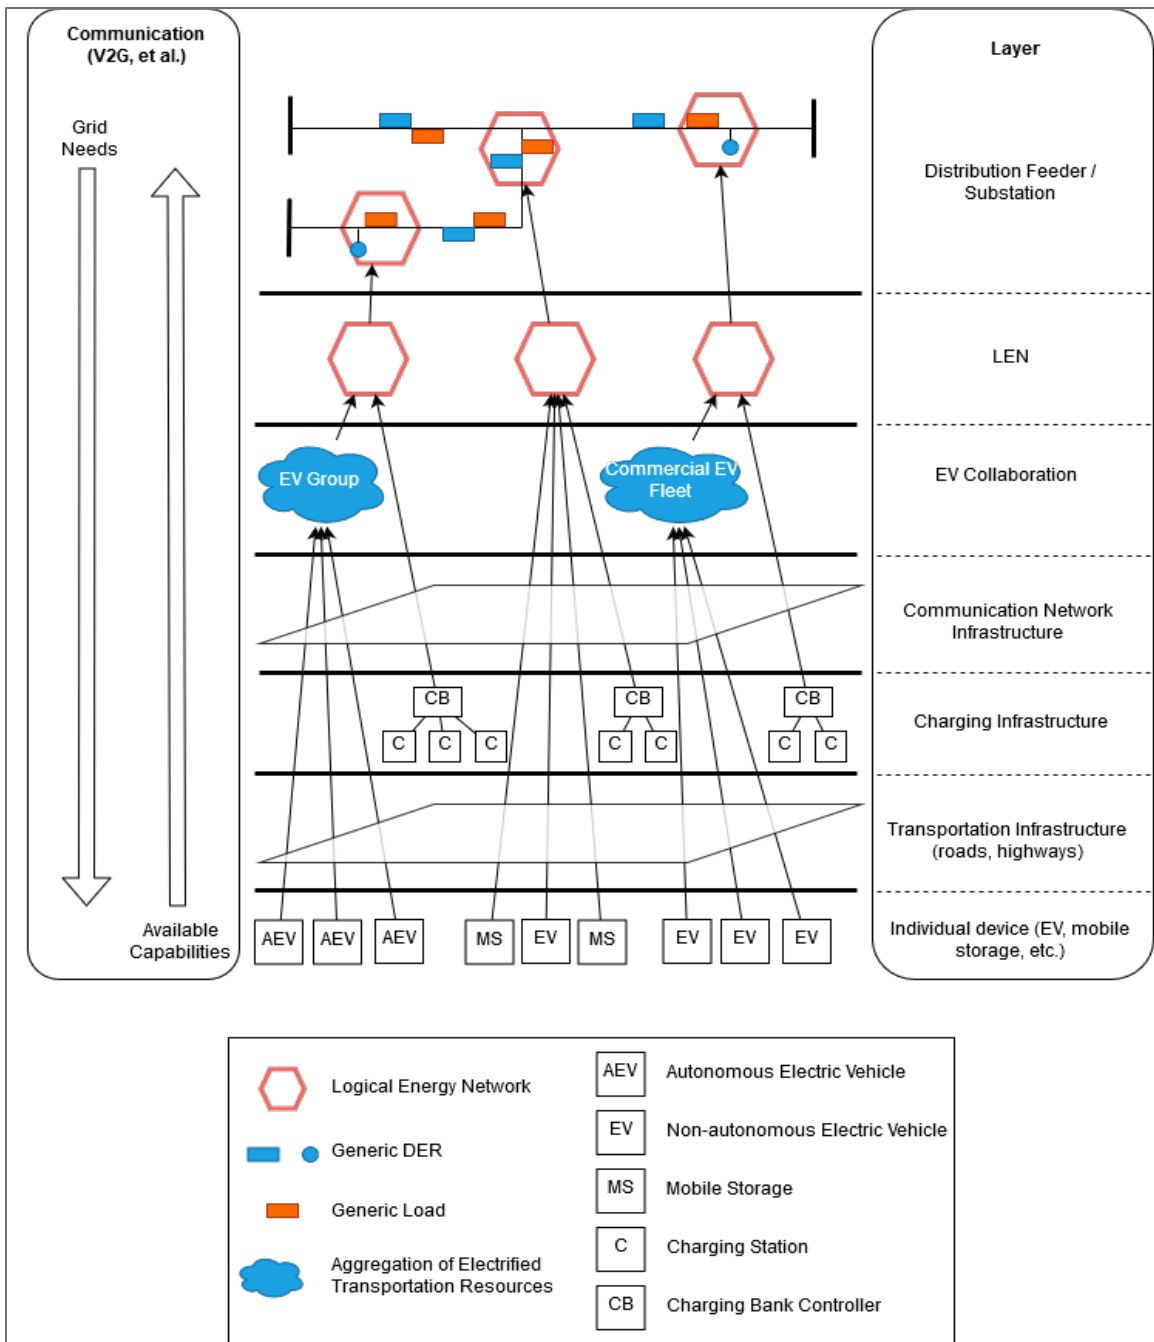 Communication
(V2G, et al.)
Layer
Grid
Needs
Distribution Feeder /
Substation
LEN
EV Group
Commercial EV
Fleet
EV Collaboration
Communication Network
Infrastructure
CB
CB
CB
Charging Infrastructure
C
C
C
C
C
C
C
Transportation Infrastructure
(roads, highways)
Available
Capabilities
AEV
AEV
AEV
MS
EV
MS
EV
EV
EV
Individual device (EV, mobile
storage, etc.)
Logical Energy Network
Generic DER
Generic Load
Aggregation of Electrified
Transportation Resources
AEV
Autonomous Electric Vehicle
EV
Non-autonomous Electric Vehicle
MS
Mobile Storage
C
Charging Station
CB
Charging Bank Controller